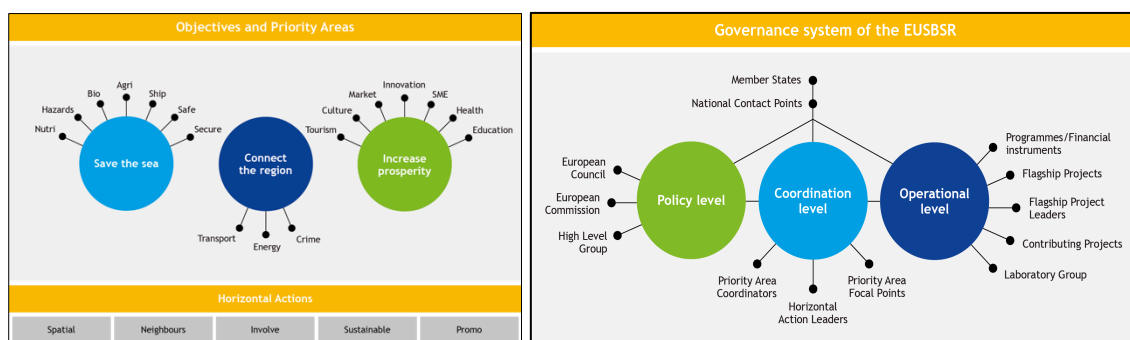 Objectives and Priority Areas
Innovation
Agri
Market
SME
Bio
Ship
Hazards
Safe
Culture
Health
Nutri
Secure
Tourism
Education
Save the sea
Connect
the region
Increase
prosperity
Transport
Energy
Crime
Horizontal Actions
Spatial
Neighbours
Involve
Sustainable
Promo
Governance system of the EUSBSR
Member States
National Contact Points
European
Council
European
Commission
High Level
Group
Policy level
Coordination
level
Operational
level
Programmes/Financial
instruments
Flagship Projects
Flagship Project
Leaders
Contributing Projects
Laboratory Group
Priority Area
Coordinators
Horizontal
Action Leaders
Priority Area
Focal Points